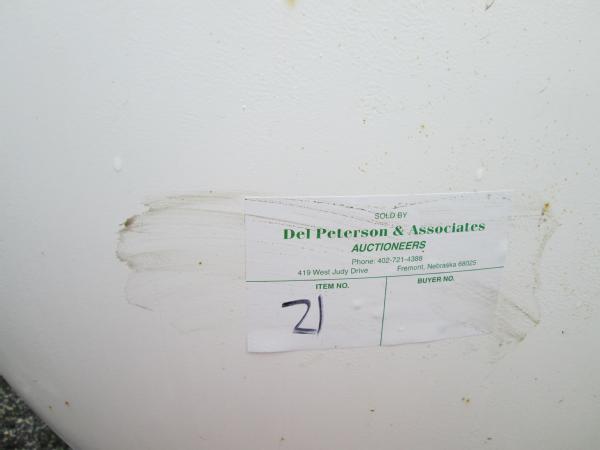 SOLD BY
Del Peterson & Associates
AUCTIONEERS
Phone: 402-721-4388
419 West Judy Drive Fremont, Nebraska 68025
ITEM NO. BUYER NO.
21